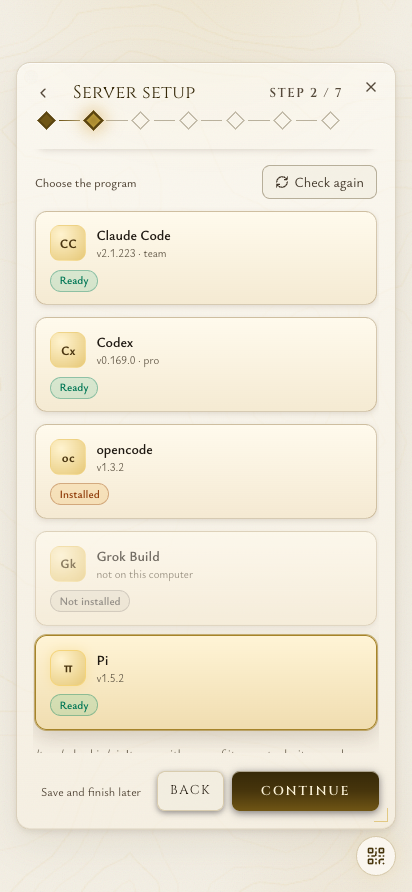 Server setup
STEP 2 / 7
Choose the program
Check again
CC
Claude Code
v2.1.223 · team
Ready
Cx
Codex
v0.169.0 · pro
Ready
oc
opencode
v1.3.2
Installed
Gk
Grok Build
not on this computer
Not installed
π
Pi
v1.5.2
Ready
Save and finish later
BACK
CONTINUE